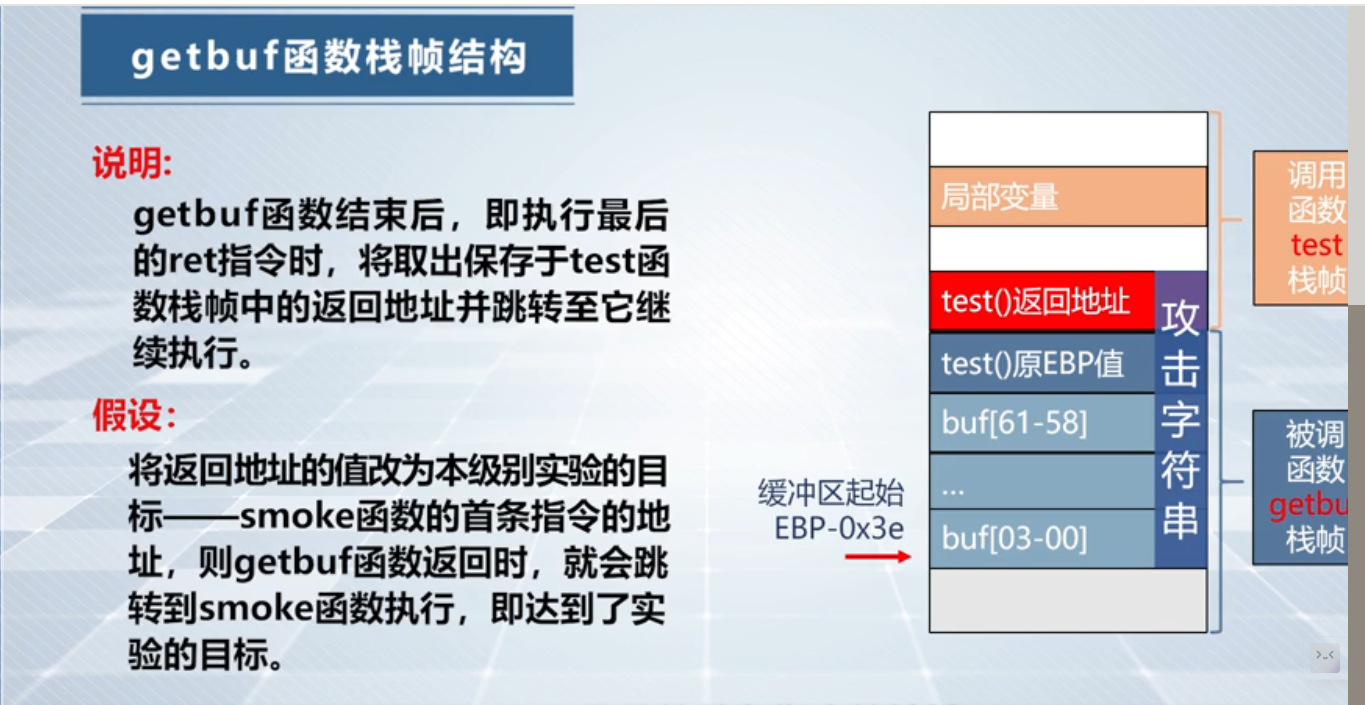 getbuf函数栈帧结构
说明:
getbuf函数结束后，即执行最后
的ret指令时，将取出保存于test函
数栈帧中的返回地址并跳转至它继
续执行。
假设：
将返回地址的值改为本级别实验的目
标——smoke函数的首条指令的地
址，则getbuf函数返回时，就会跳
转到smoke函数执行，即达到了实
验的目标。
局部变量
test()返回地址
test()原EBP值
buf[61-58]
...
buf[03-00]
攻击字符串
缓冲区起始
EBP-0x3e
调用
函数
test
栈帧
被调
函数
getbu
栈帧